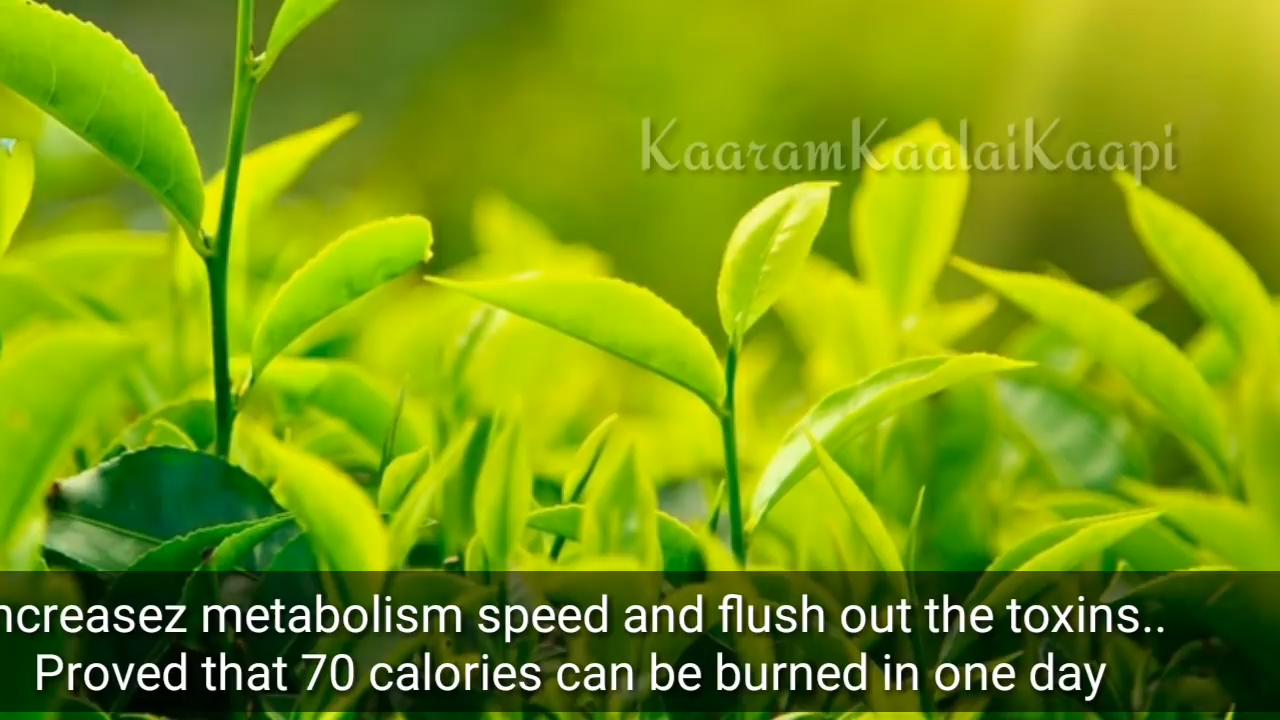 KaaramKaalaiKaapi
ncreasez metabolism speed and flush out the toxins..
Proved that 70 calories can be burned in one day